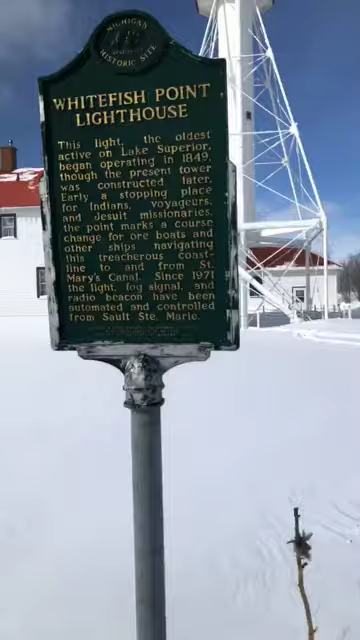 MICHIGAN
HISTORIC SITE
WHITEFISH POINT
LIGHTHOUSE
This light, the oldest
active on Lake Superior,
began operating in 1849,
though the present tower
was constructed later.
Early a stopping place
for Indians, voyageurs,
and Jesuit missionaries,
the point marks a course
change for ore boats and
other ships navigating
this treacherous coast-
line to and from St.
Mary's Canal. Since 1971
the light, fog signal, and
radio beacon have been
automated and controlled
from Sault Ste. Marie.